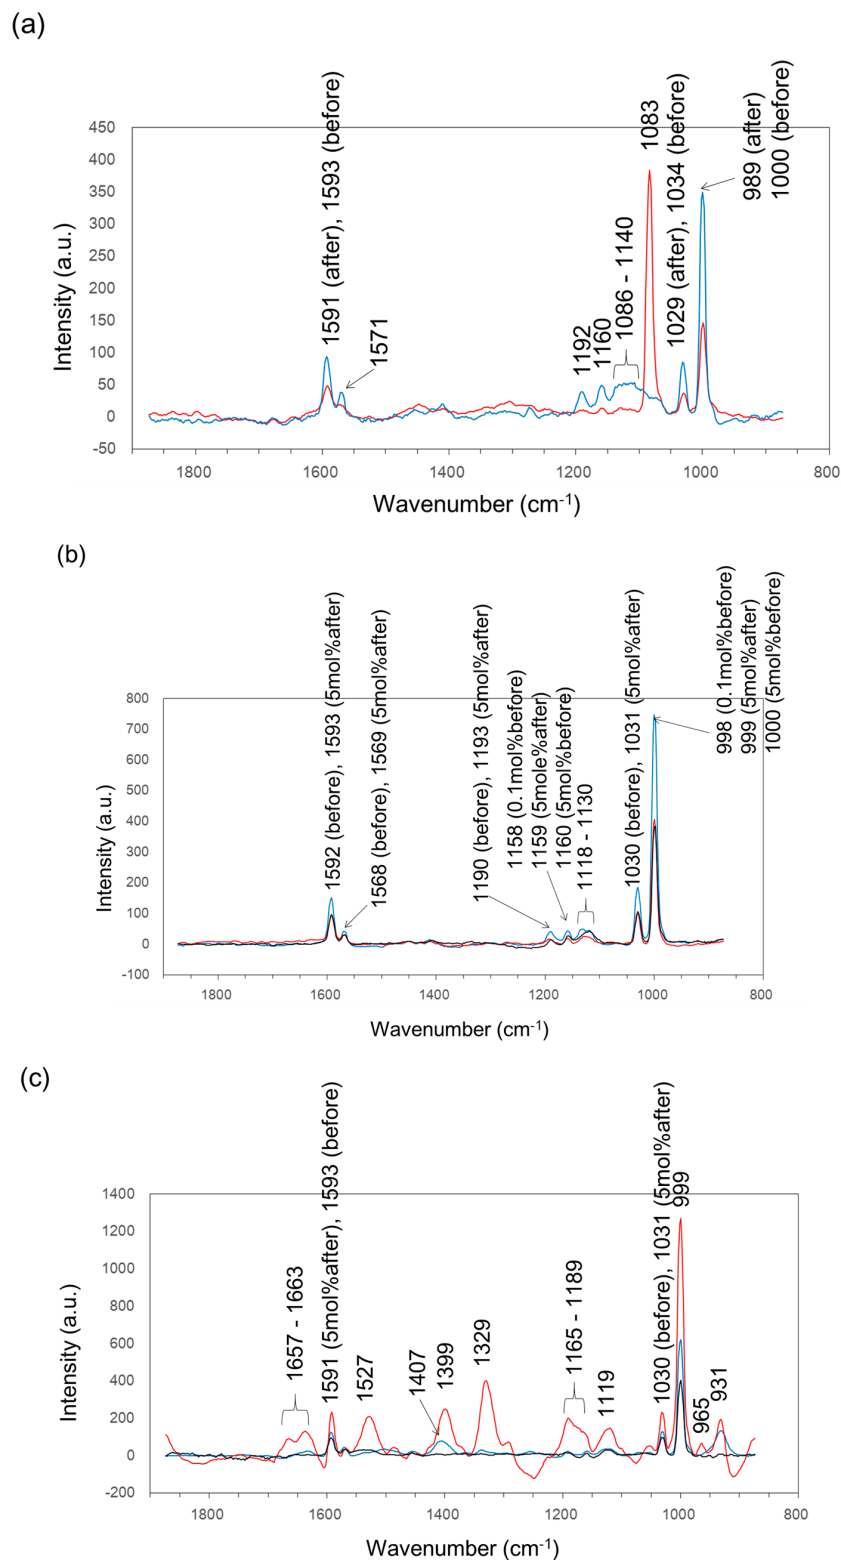 (a)
1591 (after), 1593 (before)
1571
1192
1160
1086 - 1140
1083
1029 (after), 1034 (before)
989 (after)
1000 (before)
450
400
350
300
250
200
150
100
50
0
-50
Intensity (a.u.)
1800
1600
1400
1200
1000
800
Wavenumber (cm-1)
(b)
1592 (before), 1593 (5mol%after)
1568 (before), 1569 (5mol%after)
1190 (before), 1193 (5mol%after)
1158 (0.1mol%before)
1159 (5mole%after)
1160 (5mol%before)
1118 - 1130
1030 (before), 1031 (5mol%after)
998 (0.1mol%before)
999 (5mol%after)
1000 (5mol%before)
800
700
600
500
400
300
200
100
0
-100
Intensity (a.u.)
1800
1600
1400
1200
1000
800
Wavenumber (cm-1)
(c)
1657 - 1663
1591 (5mol%after), 1593 (before)
1527
1407
1399
1329
1165 - 1189
1119
1030 (before), 1031 (5mol%after)
999
965
931
1400
1200
1000
800
600
400
200
0
-200
Intensity (a.u.)
1800
1600
1400
1200
1000
800
Wavenumber (cm-1)